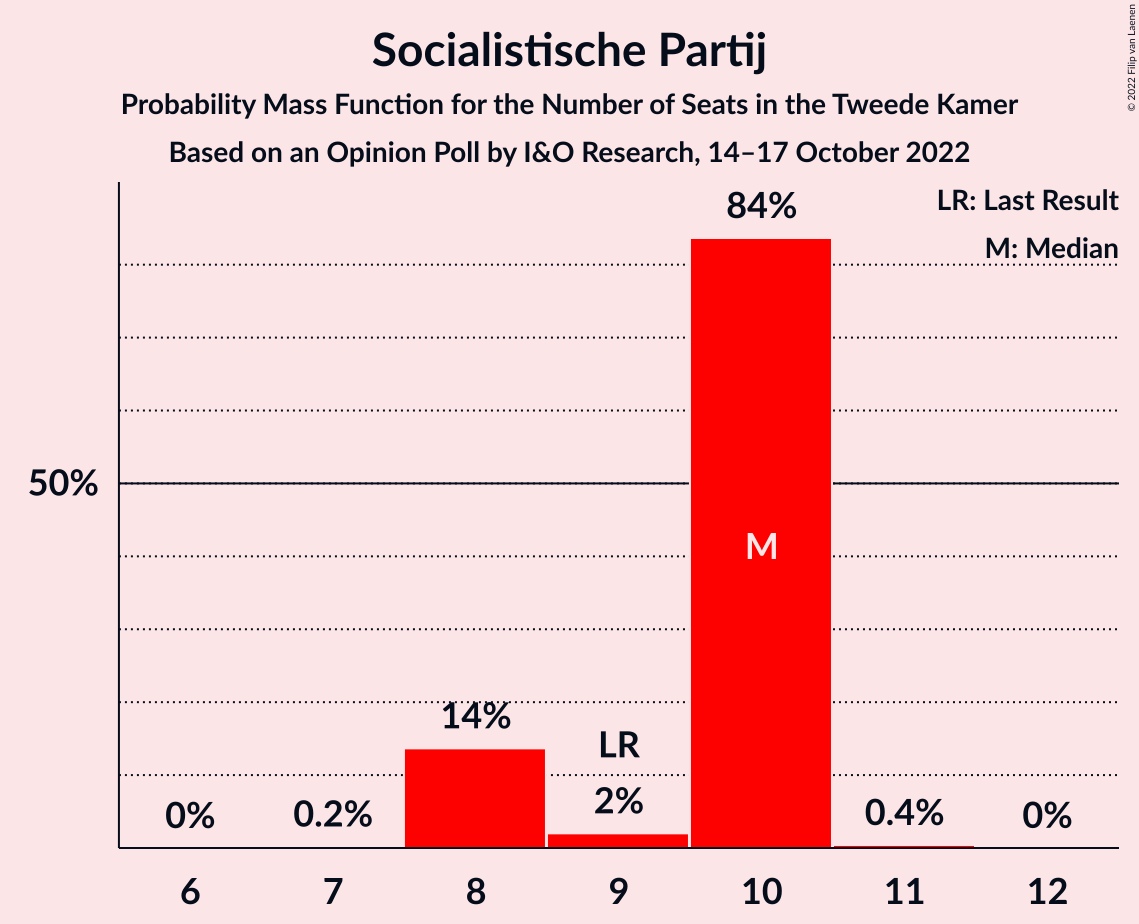 Socialistische Partij
Probability Mass Function for the Number of Seats in the Tweede Kamer
Based on an Opinion Poll by I&O Research, 14–17 October 2022
© 2022 Filip van Laenen
LR: Last Result
M: Median
84%
50%
M
14%
LR
2%
0%
0.2%
0.4%
0%
6
7
8
9
10
11
12